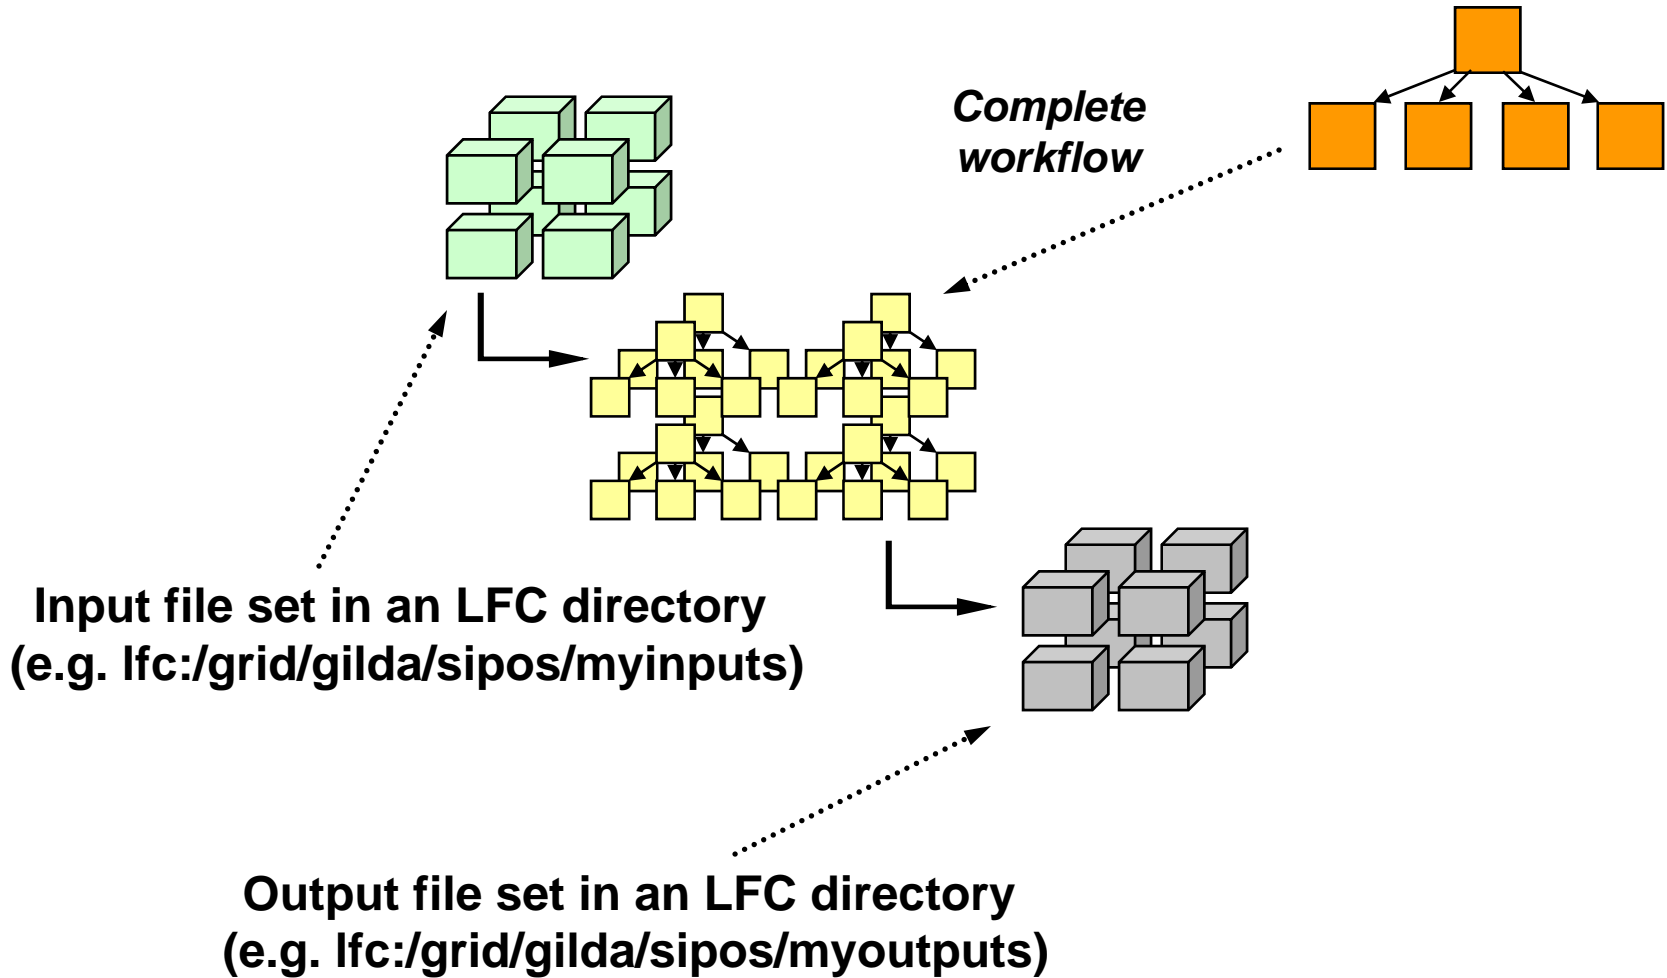 Complete
workflow
Input file set in an LFC directory
(e.g. lfc:/grid/gilda/sipos/myinputs)
Output file set in an LFC directory
(e.g. lfc:/grid/gilda/sipos/myoutputs)